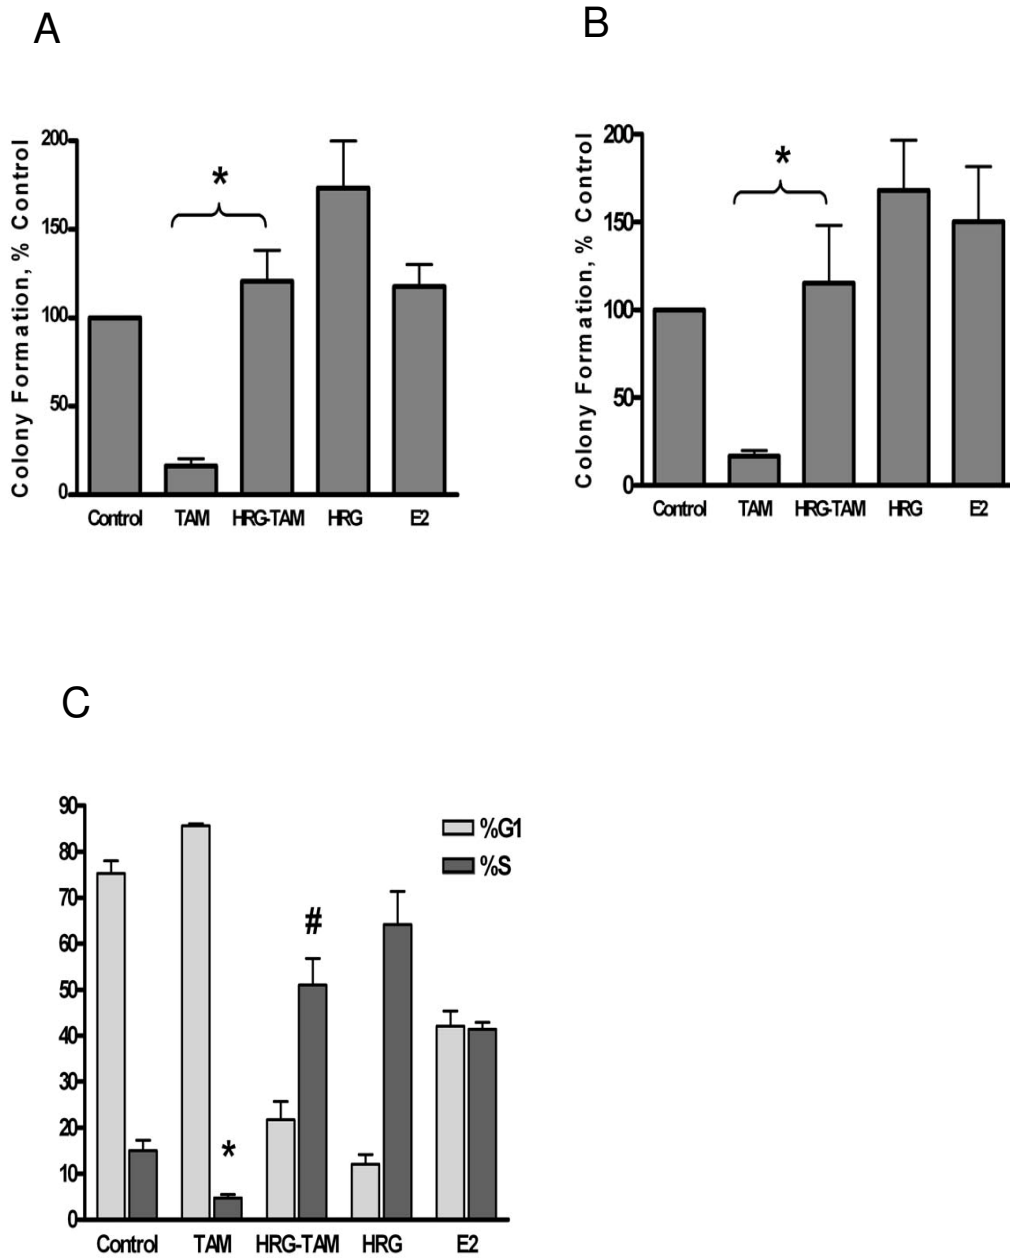 A
Colony Formation, % Control
200
150
100
50
0
*
Control TAM HRG-TAM HRG E2
B
Colony Formation, % Control
200
150
100
50
0
*
Control TAM HRG-TAM HRG E2
C
90
80
70
60
50
40
30
20
10
0
%G1
%S
#
*
Control TAM HRG-TAM HRG E2